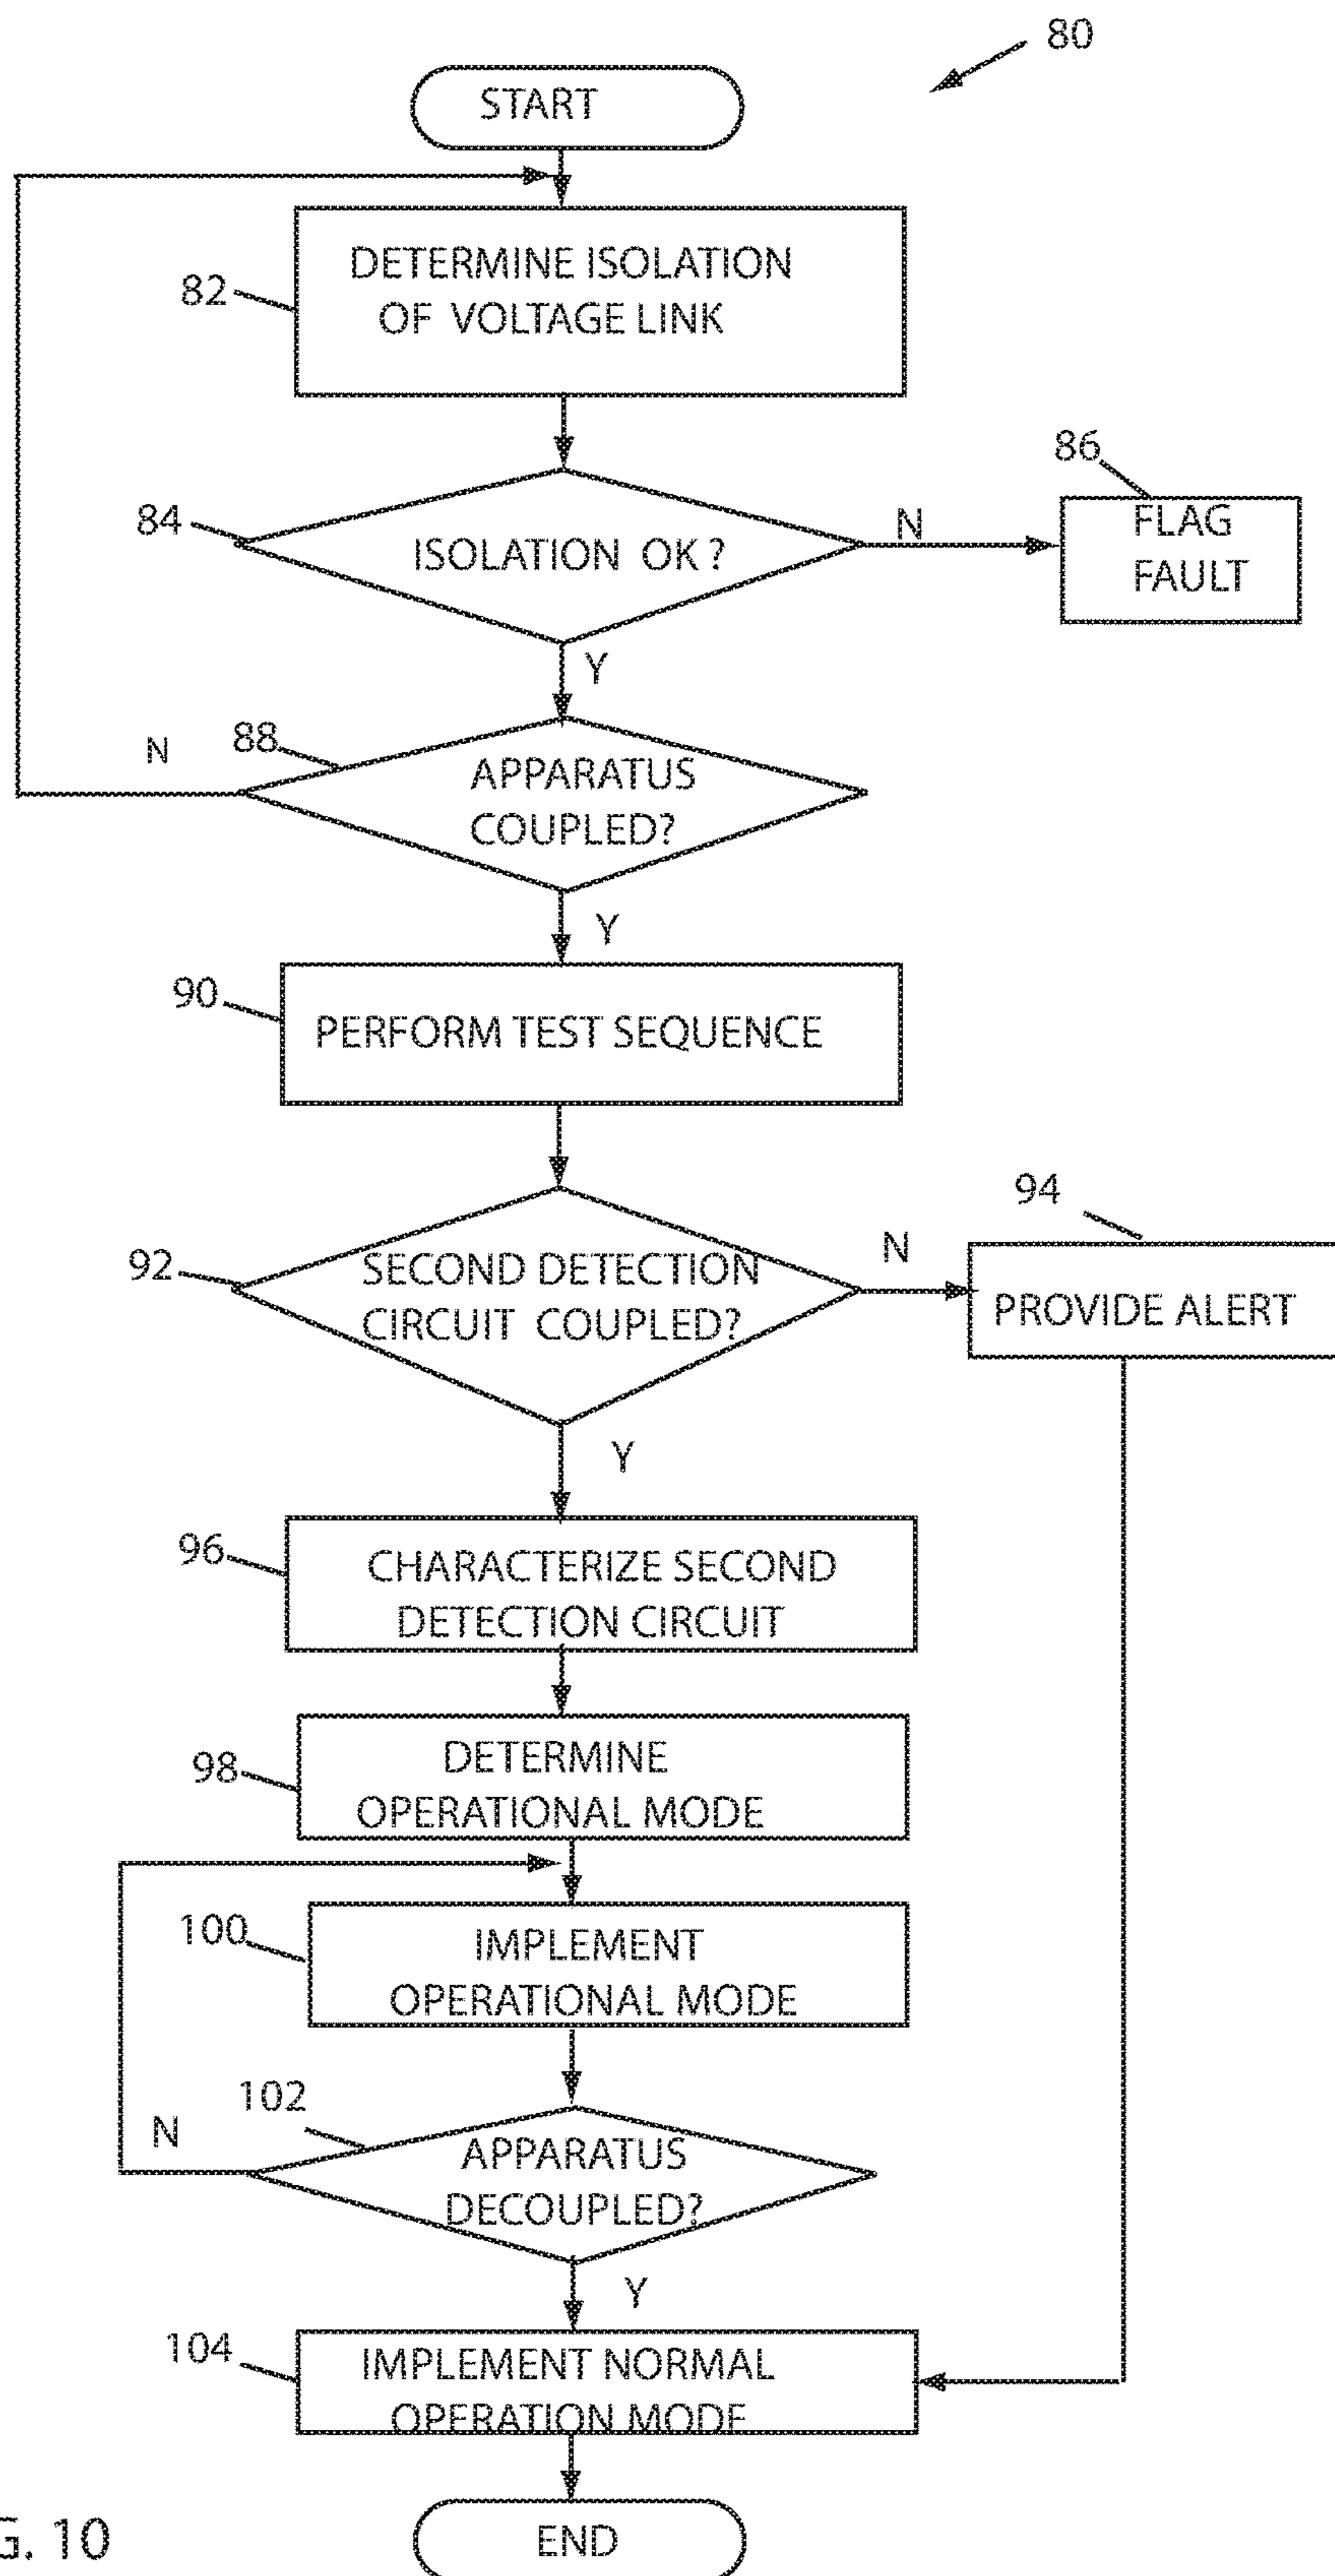 80
START
82
DETERMINE ISOLATION
OF VOLTAGE LINK
84
ISOLATION OK ?
N
86
FLAG
FAULT
Y
N
88
APPARATUS
COUPLED?
Y
90
PERFORM TEST SEQUENCE
92
SECOND DETECTION
CIRCUIT COUPLED?
N
94
PROVIDE ALERT
Y
96
CHARACTERIZE SECOND
DETECTION CIRCUIT
98
DETERMINE
OPERATIONAL MODE
100
IMPLEMENT
OPERATIONAL MODE
102
N
APPARATUS
DECOUPLED?
Y
104
IMPLEMENT NORMAL
OPERATION MODE
END
G. 10